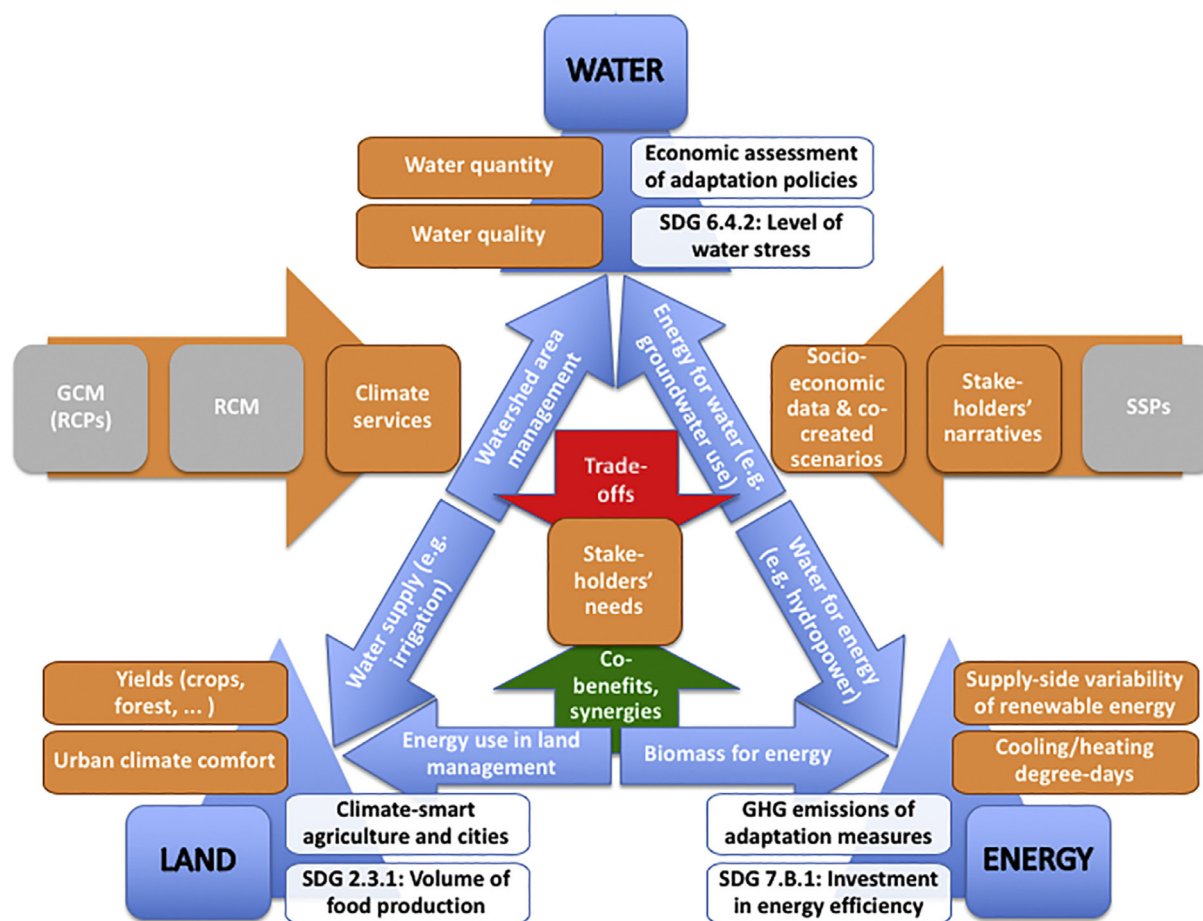 WATER
Water quantity
Economic assessment
of adaptation policies
Water quality
SDG 6.4.2: Level of
water stress
GCM
(RCPs)
RCM
Climate
services
Watershed area
management
Energy for water (e.g.
groundwater use)
Socio-
economic
data & co-
created
scenarios
Stake-
holders'
narratives
SSPs
Trade-
offs
Stake-
holders'
needs
Co-
benefits,
synergies
Water supply (e.g.
irrigation)
Water for energy
(e.g. hydropower)
Yields (crops,
forest, ... )
Urban climate comfort
Energy use in land
management
Biomass for energy
Supply-side variability
of renewable energy
Cooling/heating
degree-days
LAND
Climate-smart
agriculture and cities
SDG 2.3.1: Volume of
food production
GHG emissions of
adaptation measures
SDG 7.B.1: Investment
in energy efficiency
ENERGY